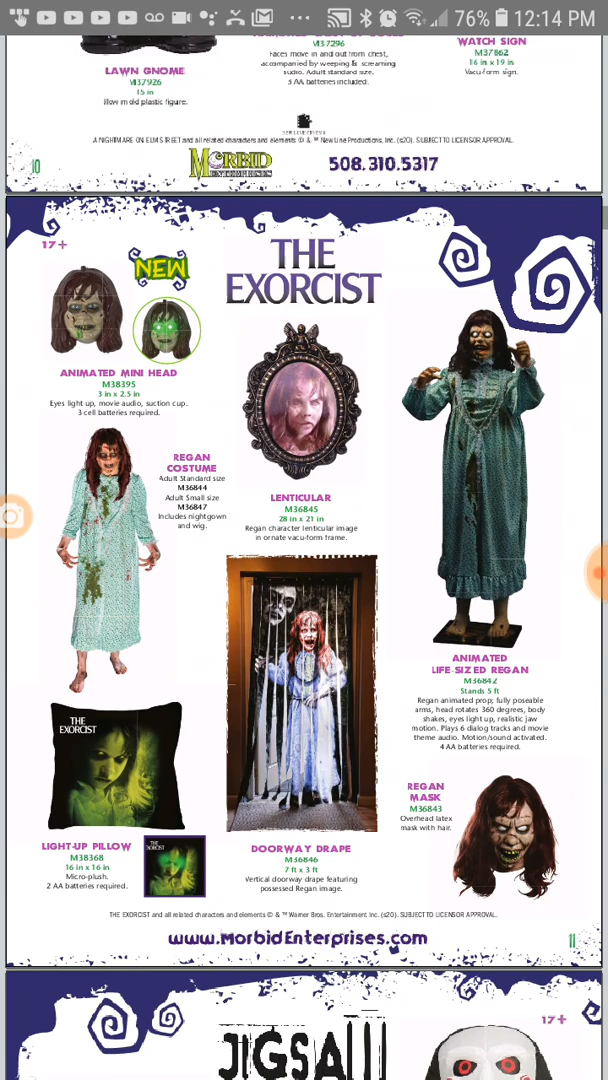 76% 12:14 PM
LAWN GNOME
M37926
15 in
Blow mold plastic figure.
M37296
Faces move in and out from chest,
accompanied by weeping & screaming
audio. Adult standard size.
3 AA batteries included.
WATCH SIGN
M37862
16 in x 19 in
Vacu-form sign.
A NIGHTMARE ON ELM STREET and all related characters and elements © & ™ New Line Productions, Inc. (s20). SUBJECT TO LICENSOR APPROVAL.
10
MORBID
ENTERPRISES
508.310.5317
17+
NEW
THE
EXORCIST
ANIMATED MINI HEAD
M38395
3 in x 2.5 in
Eyes light up, movie audio, suction cup.
3 cell batteries required.
REGAN
COSTUME
Adult Standard size
M36844
Adult Small size
M36847
Includes nightgown
and wig.
LENTICULAR
M36845
28 in x 21 in
Regan character lenticular image
in ornate vacu-form frame.
ANIMATED
LIFE-SIZED REGAN
M36842
Stands 5 ft
Regan animated prop; fully poseable
arms, head rotates 360 degrees, body
shakes, eyes light up, realistic jaw
motion. Plays 6 dialog tracks and movie
theme audio. Motion/sound activated.
4 AA batteries required.
THE
EXORCIST
LIGHT-UP PILLOW
M38368
16 in x 16 in
Micro-plush.
2 AA batteries required.
THE
EXORCIST
DOORWAY DRAPE
M36846
7 ft x 3 ft
Vertical doorway drape featuring
possessed Regan image.
REGAN
MASK
M36843
Overhead latex
mask with hair.
THE EXORCIST and all related characters and elements © & ™ Warner Bros. Entertainment Inc. (s20). SUBJECT TO LICENSOR APPROVAL.
www.MorbidEnterprises.com
11
JIGSAW
17+